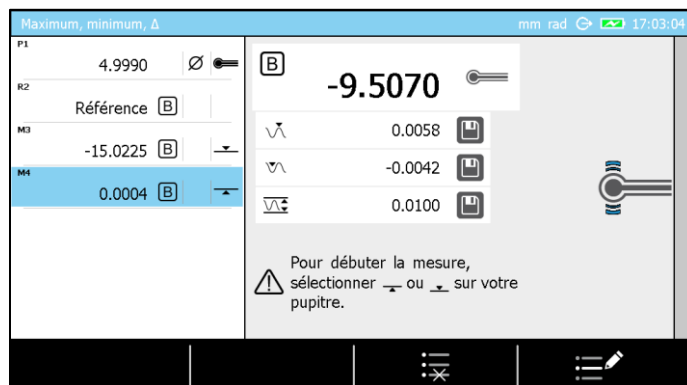 Maximum, minimum, Δ
mm rad 17:03:04
P1
4.9990 Ø
R2
Référence B
M3
-15.0225 B
M4
0.0004 B
B
-9.5070
0.0058
-0.0042
0.0100
Pour débuter la mesure,
sélectionner ou sur votre
pupitre.